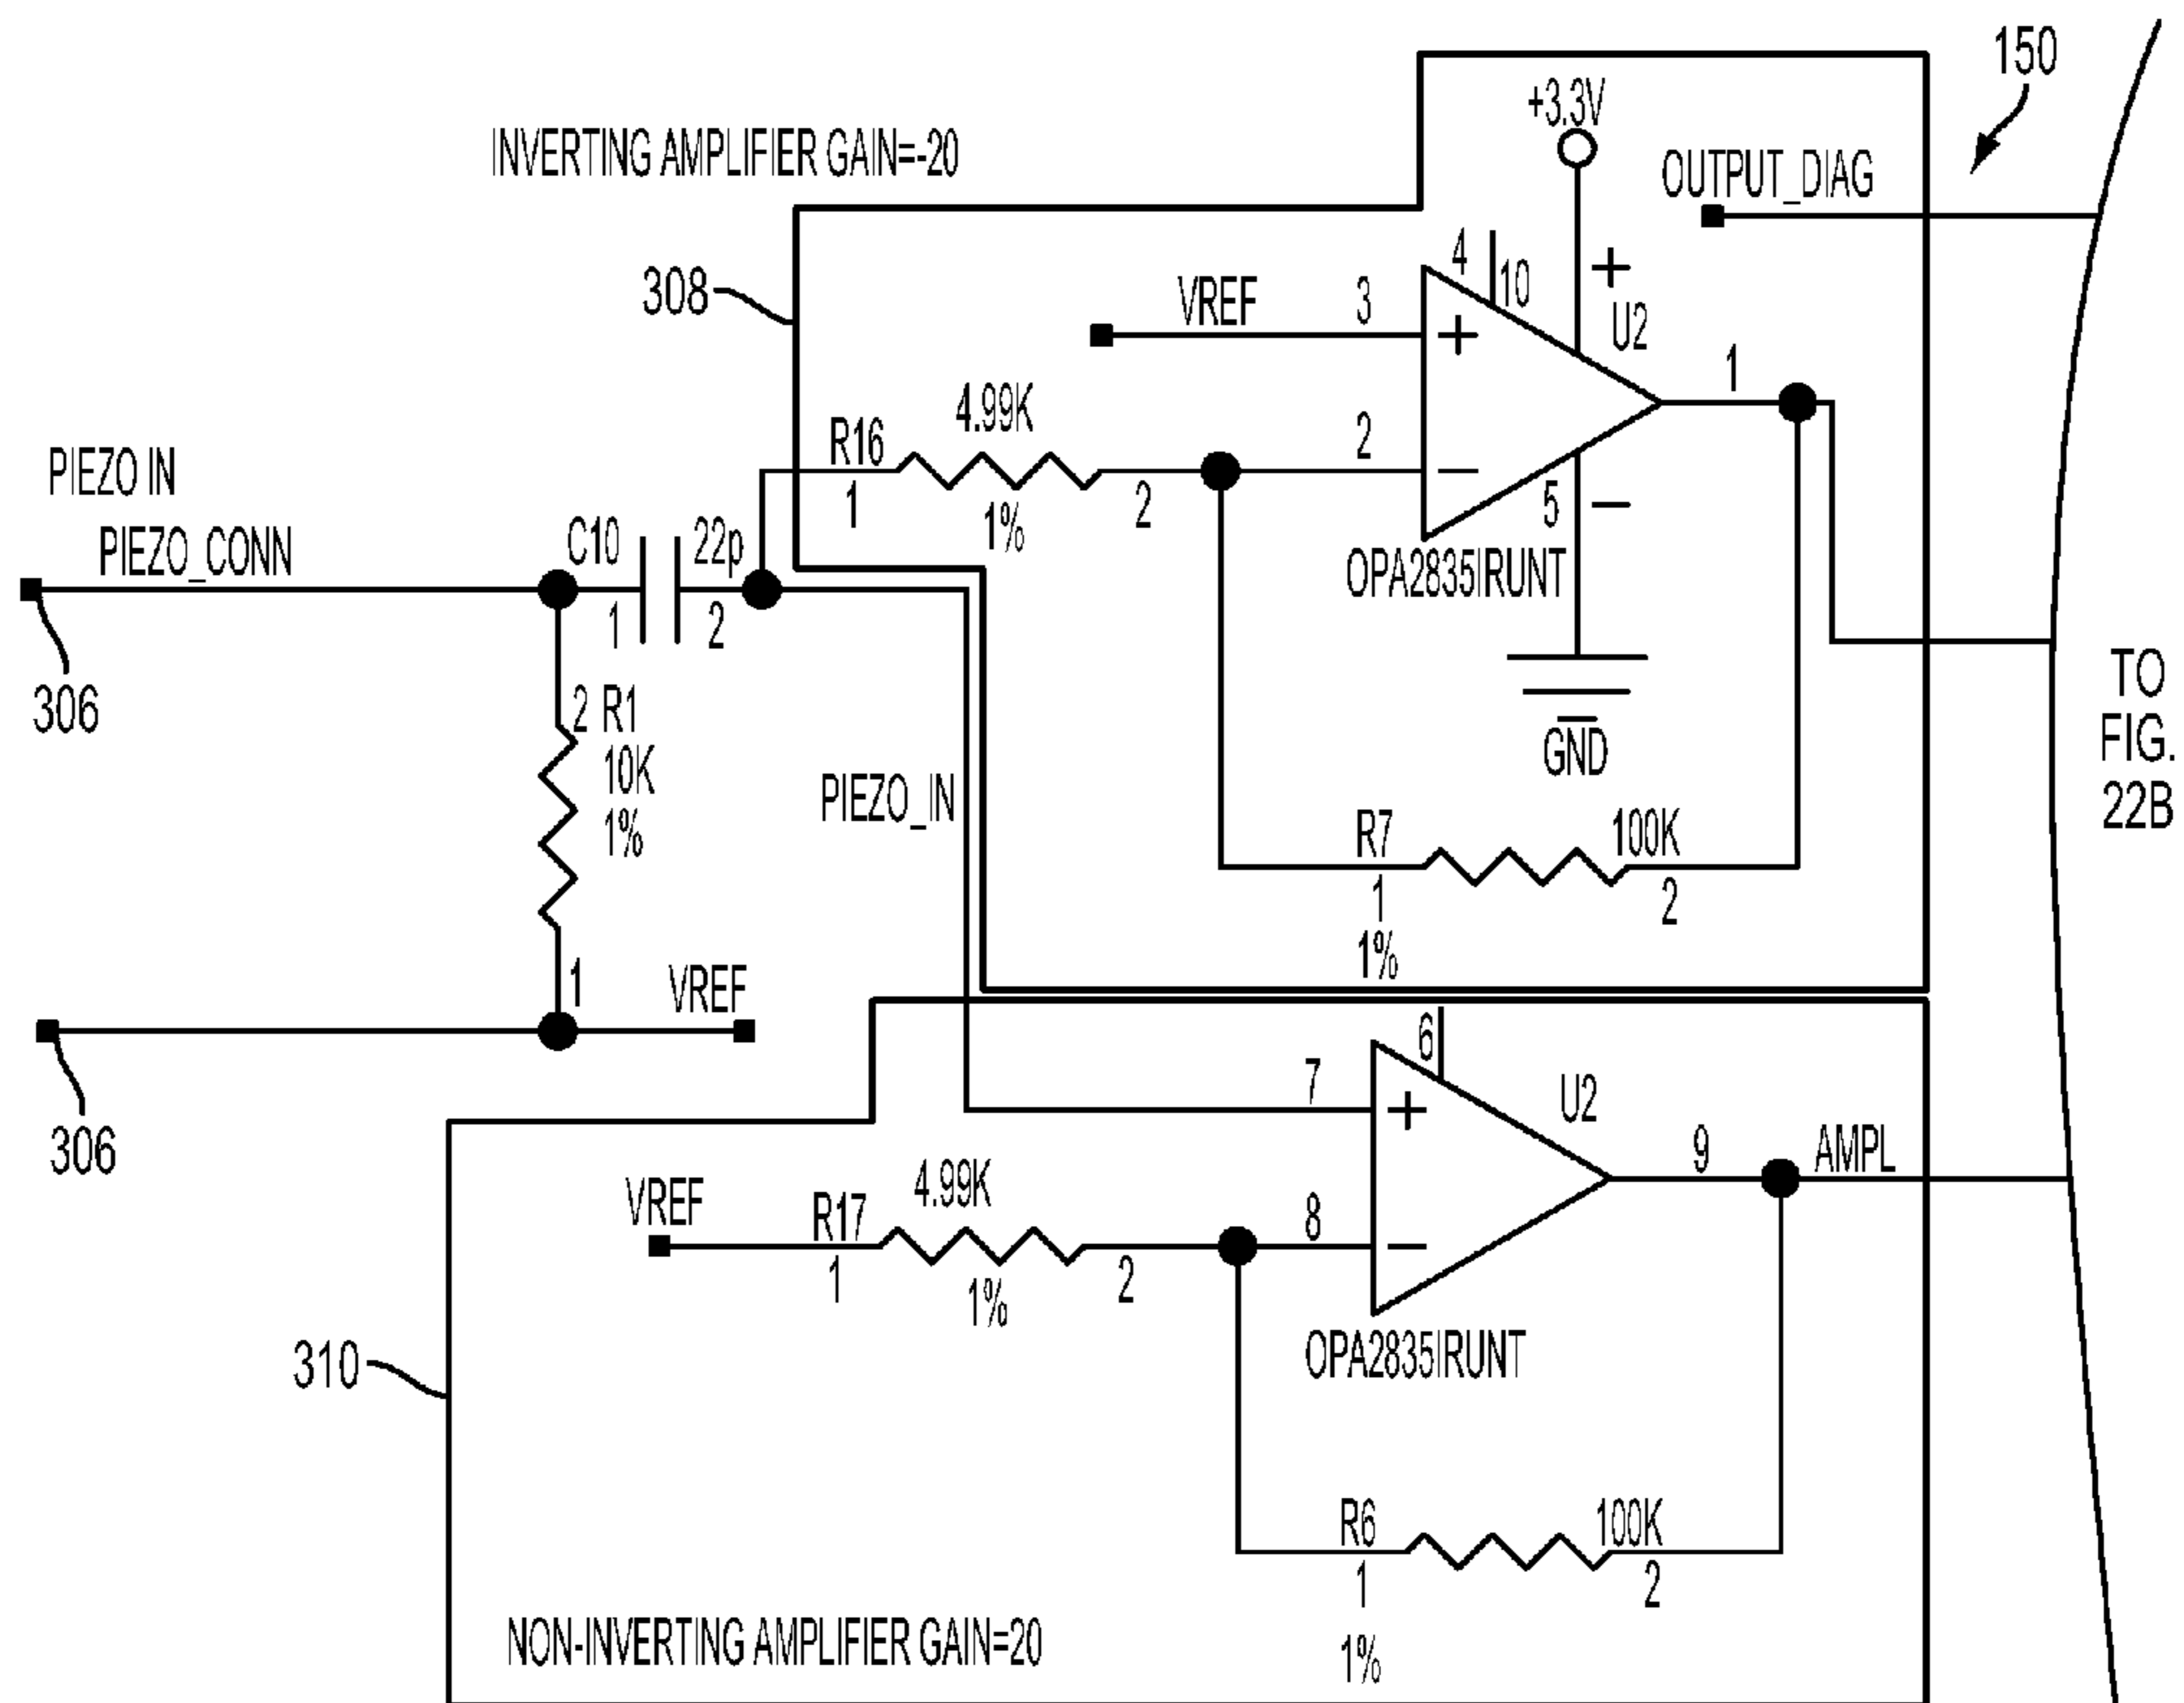 150
+3.3V
INVERTING AMPLIFIER GAIN=-20
OUTPUT_DIAG
4
10
+
308
VREF
3
+
U2
1
4.99K
R16
2
−
PIEZO IN
1
1%
2
5
−
PIEZO_CONN
C10
22p
OPA2835IRUNT
1
2
306
2 R1
10K
1%
GND
PIEZO_IN
TO
FIG.
22B
R7
100K
1
2
1%
1
VREF
306
6
7
+
U2
9
AMPL
4.99K
VREF
R17
8
−
1
1%
2
310
OPA2835IRUNT
R6
100K
1
2
1%
NON-INVERTING AMPLIFIER GAIN=20